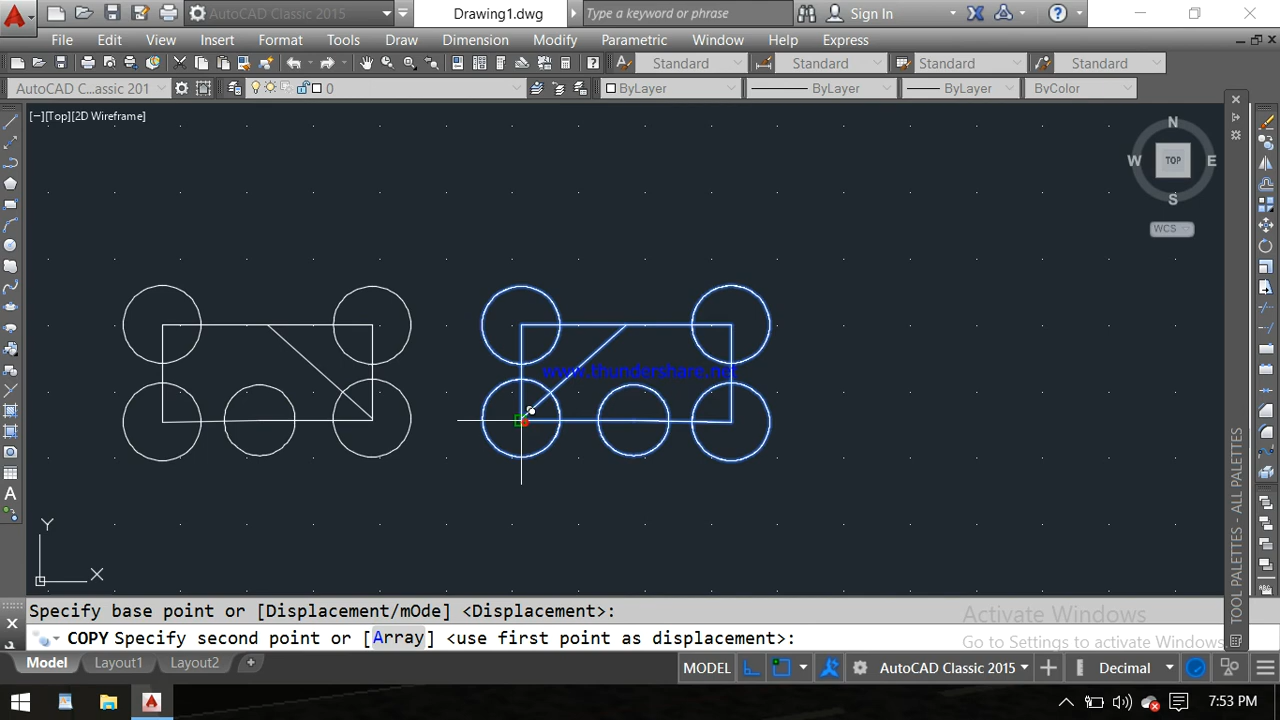 AutoCAD Classic 2015
Drawing1.dwg
Type a keyword or phrase
Sign In
File Edit View Insert Format Tools Draw Dimension Modify Parametric Window Help Express
Standard Standard Standard Standard
AutoCAD C...assic 201 0 ByLayer ByLayer ByLayer ByColor
[−][Top][2D Wireframe]
N
W TOP E
S
WCS
www.thundershare.net
TOOL PALETTES - ALL PALETTES
Y
X
Specify base point or [Displacement/mOde] <Displacement>:
COPY Specify second point or [Array] <use first point as displacement>:
Activate Windows
Go to Settings to activate Windows.
Model Layout1 Layout2 MODEL AutoCAD Classic 2015 Decimal
7:53 PM